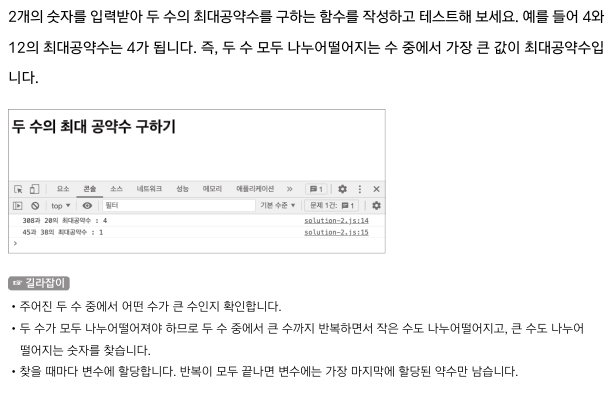 2개의 숫자를 입력받아 두 수의 최대공약수를 구하는 함수를 작성하고 테스트해 보세요. 예를 들어 4와
12의 최대공약수는 4가 됩니다. 즉, 두 수 모두 나누어떨어지는 수 중에서 가장 큰 값이 최대공약수입
니다.
두 수의 최대 공약수 구하기
요소 콘솔 소스 네트워크 성능 메모리 애플리케이션 » 1
top ▼ 필터 기본 수준 ▼ 문제 1건: 1
308과 20의 최대공약수 : 4 solution-2.js:14
45과 38의 최대공약수 : 1 solution-2.js:15
>
☞ 길라잡이
• 주어진 두 수 중에서 어떤 수가 큰 수인지 확인합니다.
• 두 수가 모두 나누어떨어져야 하므로 두 수 중에서 큰 수까지 반복하면서 작은 수도 나누어떨어지고, 큰 수도 나누어
떨어지는 숫자를 찾습니다.
• 찾을 때마다 변수에 할당합니다. 반복이 모두 끝나면 변수에는 가장 마지막에 할당된 약수만 남습니다.